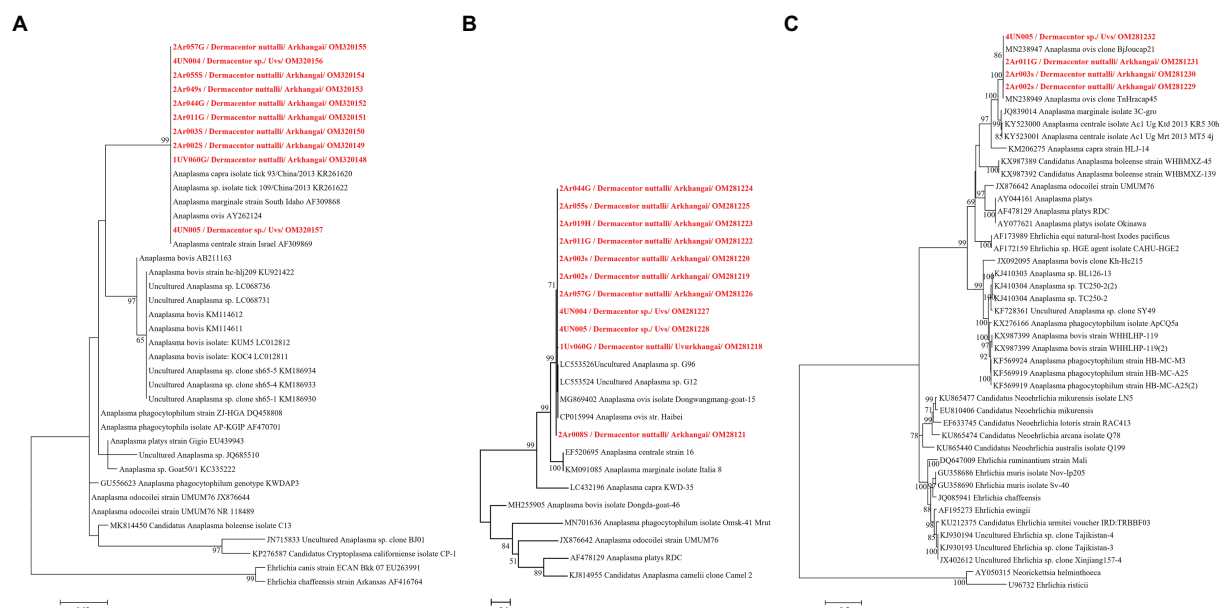 A
2Ar057G / Dermacentor nuttalli/ Arkhangai/ OM320155
4UN004 / Dermacentor sp./ Uvs/ OM320156
2Ar055S / Dermacentor nuttalli/ Arkhangai/ OM320154
2Ar049s / Dermacentor nuttalli/ Arkhangai/ OM320153
2Ar044G / Dermacentor nuttalli/ Arkhangai/ OM320152
2Ar011G / Dermacentor nuttalli/ Arkhangai/ OM320151
2Ar003S / Dermacentor nuttalli/ Arkhangai/ OM320150
2Ar002S / Dermacentor nuttalli/ Arkhangai/ OM320149
99
1UV060G/ Dermacentor nuttalli/ Arkhangai/ OM320148
Anaplasma capra isolate tick 93/China/2013 KR261620
Anaplasma sp. isolate tick 109/China/2013 KR261622
Anaplasma marginale strain South Idaho AF309868
Anaplasma ovis AY262124
4UN005 / Dermacentor sp./ Uvs/ OM320157
Anaplasma centrale strain Israel AF309869
Anaplasma bovis AB211163
Anaplasma bovis strain hc-hlj209 KU921422
Uncultured Anaplasma sp. LC068736
97
Uncultured Anaplasma sp. LC068731
Anaplasma bovis KM114612
Anaplasma bovis KM114611
65
Anaplasma bovis isolate: KUM5 LC012812
Anaplasma bovis isolate: KOC4 LC012811
Uncultured Anaplasma sp. clone sh65-5 KM186934
Uncultured Anaplasma sp. clone sh65-4 KM186933
Uncultured Anaplasma sp. clone sh65-1 KM186930
Anaplasma phagocytophilum strain ZJ-HGA DQ458808
Anaplasma phagocytophila isolate AP-KGIP AF470701
Anaplasma platys strain Gigio EU439943
Uncultured Anaplasma sp. JQ685510
Anaplasma sp. Goat50/1 KC335222
GU556623 Anaplasma phagocytophilum genotype KWDAP3
Anaplasma odocoilei strain UMUM76 JX876644
Anaplasma odocoilei strain UMUM76 NR 118489
MK814450 Candidatus Anaplasma boleense isolate C13
JN715833 Uncultured Anaplasma sp. clone BJ01
97
KP276587 Candidatus Cryptoplasma californiense isolate CP-1
Ehrlichia canis strain ECAN Bkk 07 EU263991
99
Ehrlichia chaffeensis strain Arkansas AF416764
B
2Ar044G / Dermacentor nuttalli/ Arkhangai/ OM281224
2Ar055s / Dermacentor nuttalli/ Arkhangai/ OM281225
2Ar019H / Dermacentor nuttalli/ Arkhangai/ OM281223
2Ar011G / Dermacentor nuttalli/ Arkhangai/ OM281222
2Ar003s / Dermacentor nuttalli/ Arkhangai/ OM281220
2Ar002s / Dermacentor nuttalli/ Arkhangai/ OM281219
71
2Ar057G / Dermacentor nuttalli/ Arkhangai/ OM281226
4UN004 / Dermacentor sp./ Uvs/ OM281227
4UN005 / Dermacentor sp./ Uvs/ OM281228
1Uv060G / Dermacentor nuttalli/ Uvurkhangai/ OM281218
99
LC553526Uncultured Anaplasma sp. G96
LC553524 Uncultured Anaplasma sp. G12
MG869402 Anaplasma ovis isolate Dongwangmang-goat-15
CP015994 Anaplasma ovis str. Haibei
99
2Ar008S / Dermacentor nuttalli/ Arkhangai/ OM28121
EF520695 Anaplasma centrale strain 16
100
KM091085 Anaplasma marginale isolate Italia 8
LC432196 Anaplasma capra KWD-35
MH255905 Anaplasma bovis isolate Dongda-goat-46
MN701636 Anaplasma phagocytophilum isolate Omsk-41 Mrut
84
JX876642 Anaplasma odocoilei strain UMUM76
51
AF478129 Anaplasma platys RDC
89
KJ814955 Candidatus Anaplasma camelii clone Camel 2
C
4UN005 / Dermacentor sp./ Uvs/ OM281232
86
MN238947 Anaplasma ovis clone BjJoucap21
2Ar011G / Dermacentor nuttalli/ Arkhangai/ OM281231
100
2Ar003s / Dermacentor nuttalli/ Arkhangai/ OM281230
100
2Ar002s / Dermacentor nuttalli/ Arkhangai/ OM281229
MN238949 Anaplasma ovis clone TnHracap45
JQ839014 Anaplasma marginale isolate 3C-gro
97
99
KY523000 Anaplasma centrale isolate Ac1 Ug Ktd 2013 KR5 30h
85
KY523001 Anaplasma centrale isolate Ac1 Ug Mrt 2013 MT5 4j
KM206275 Anaplasma capra strain HLJ-14
KX987389 Candidatus Anaplasma boleense strain WHBMXZ-45
100
KX987392 Candidatus Anaplasma boleense strain WHBMXZ-139
JX876642 Anaplasma odocoilei strain UMUM76
AY044161 Anaplasma platys
69
97
AF478129 Anaplasma platys RDC
100
AY077621 Anaplasma platys isolate Okinawa
AF173989 Ehrlichia equi natural-host Ixodes pacificus
99
AF172159 Ehrlichia sp. HGE agent isolate CAHU-HGE2
JX092095 Anaplasma bovis clone Kh-Hc215
KJ410303 Anaplasma sp. BL126-13
99
100
KJ410304 Anaplasma sp. TC250-2(2)
KJ410304 Anaplasma sp. TC250-2
KF728361 Uncultured Anaplasma sp. clone SY49
100
KX276166 Anaplasma phagocytophilum isolate ApCQ5a
100
KX987399 Anaplasma bovis strain WHHLHP-119
97
KX987399 Anaplasma bovis strain WHHLHP-119(2)
92
KF569924 Anaplasma phagocytophilum strain HB-MC-M3
KF569919 Anaplasma phagocytophilum strain HB-MC-A25
100
KF569919 Anaplasma phagocytophilum strain HB-MC-A25(2)
99
KU865477 Candidatus Neoehrlichia mikurensis isolate LN5
71
EU810406 Candidatus Neoehrlichia mikurensis
99
EF633745 Candidatus Neoehrlichia lotoris strain RAC413
78
KU865474 Candidatus Neoehrlichia arcana isolate Q78
KU865440 Candidatus Neoehrlichia australis isolate Q199
100
DQ647009 Ehrlichia ruminantium strain Mali
GU358686 Ehrlichia muris isolate Nov-Ip205
100
97
GU358690 Ehrlichia muris isolate Sv-40
JQ085941 Ehrlichia chaffeensis
88
AF195273 Ehrlichia ewingii
98
KU212375 Candidatus Ehrlichia urmitei voucher IRD:TRBBF03
85
KJ930194 Uncultured Ehrlichia sp. clone Tajikistan-4
KJ930193 Uncultured Ehrlichia sp. clone Tajikistan-3
100
JX402612 Uncultured Ehrlichia sp. clone Xinjiang157-4
AY050315 Neorickettsia helminthoeca
100
U96732 Ehrlichia risticii